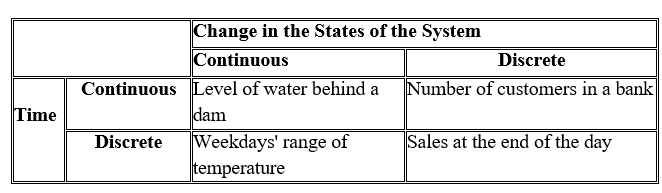 Change in the States of the System
Continuous Discrete
Time
Continuous Level of water behind a dam Number of customers in a bank
Discrete Weekdays' range of temperature Sales at the end of the day